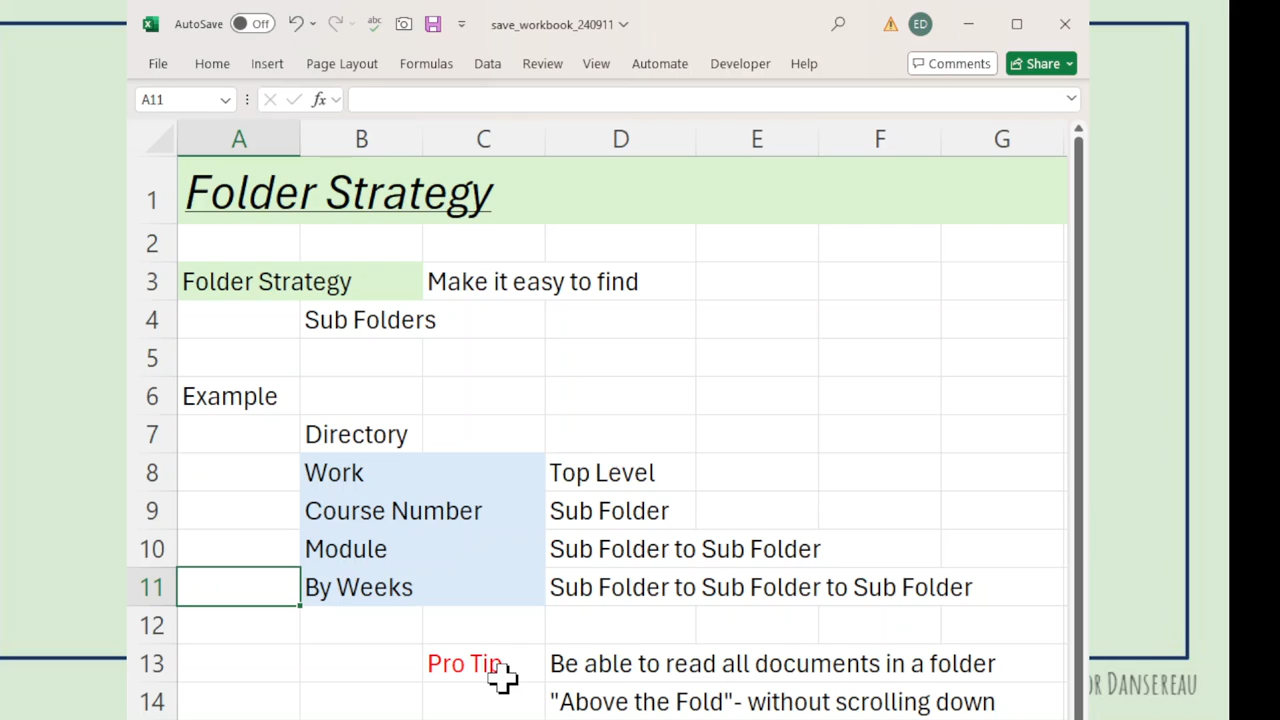 AutoSave Off save_workbook_240911 ED
File Home Insert Page Layout Formulas Data Review View Automate Developer Help Comments Share
A11 fx
A B C D E F G
1 Folder Strategy
2
3 Folder Strategy Make it easy to find
4 Sub Folders
5
6 Example
7 Directory
8 Work Top Level
9 Course Number Sub Folder
10 Module Sub Folder to Sub Folder
11 By Weeks Sub Folder to Sub Folder to Sub Folder
12
13 Pro Tip Be able to read all documents in a folder
14 "Above the Fold"- without scrolling down
Dansereau